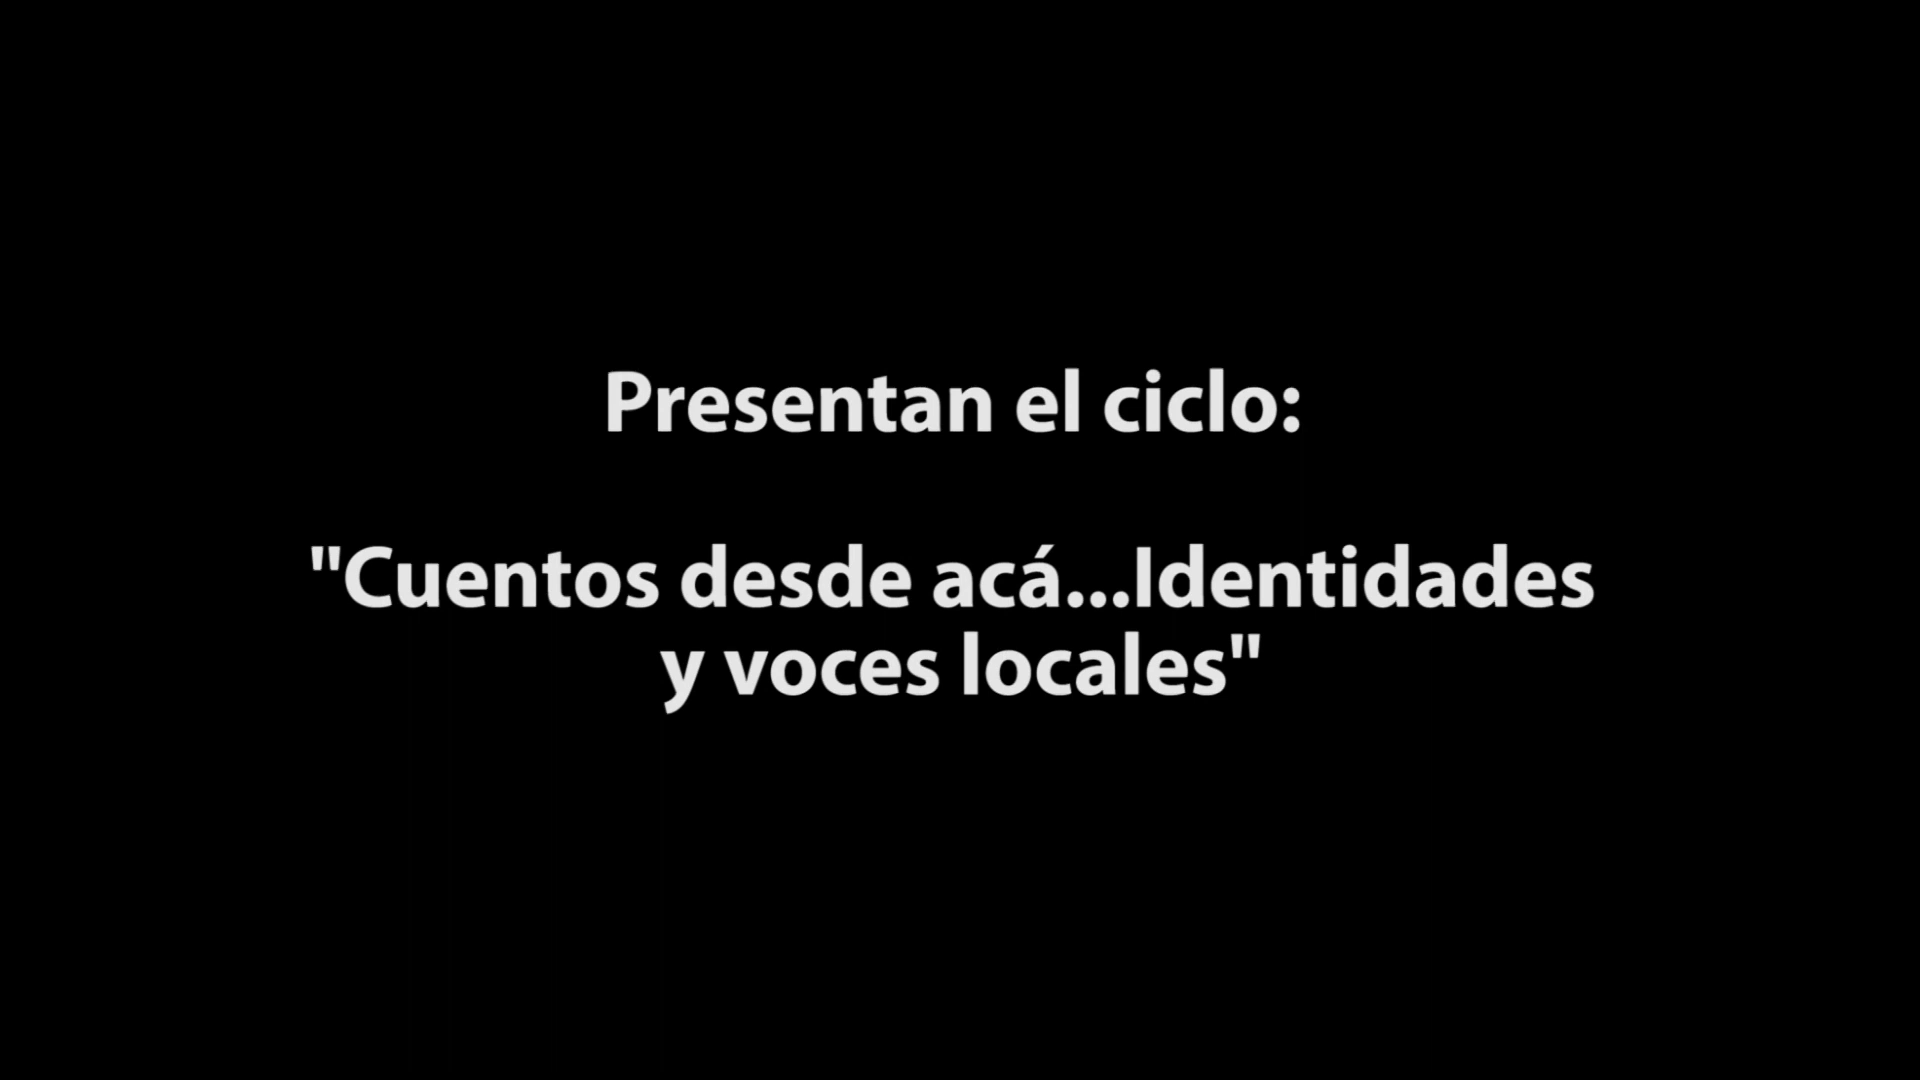 Presentan el ciclo:
"Cuentos desde acá...Identidades
y voces locales"